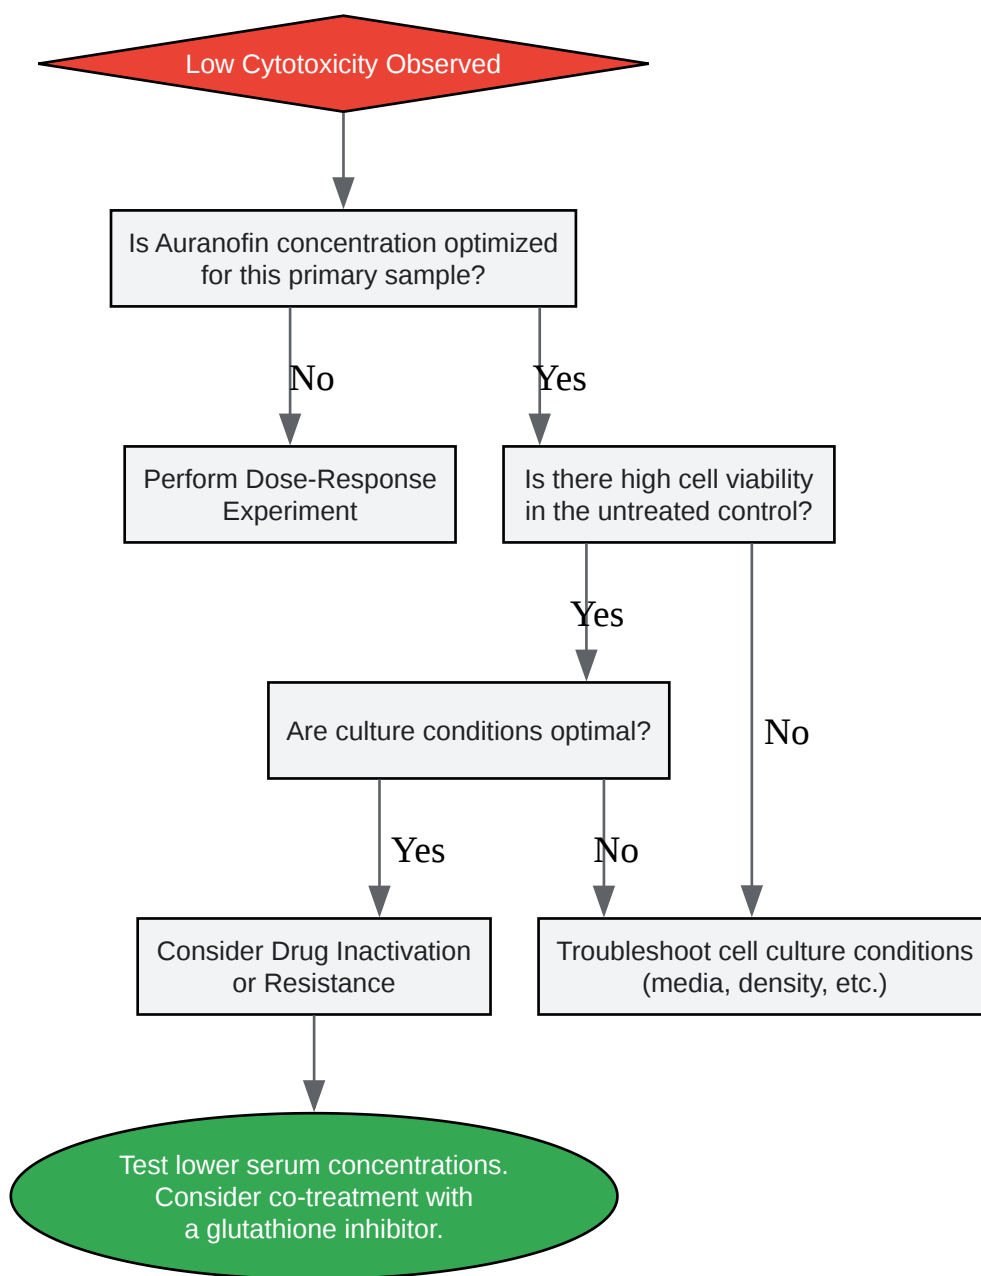 Low Cytotoxicity Observed
Is Auranofin concentration optimized
for this primary sample?
No
Yes
Perform Dose-Response
Experiment
Is there high cell viability
in the untreated control?
Yes
No
Are culture conditions optimal?
Yes
No
Consider Drug Inactivation
or Resistance
Troubleshoot cell culture conditions
(media, density, etc.)
Test lower serum concentrations.
Consider co-treatment with
a glutathione inhibitor.